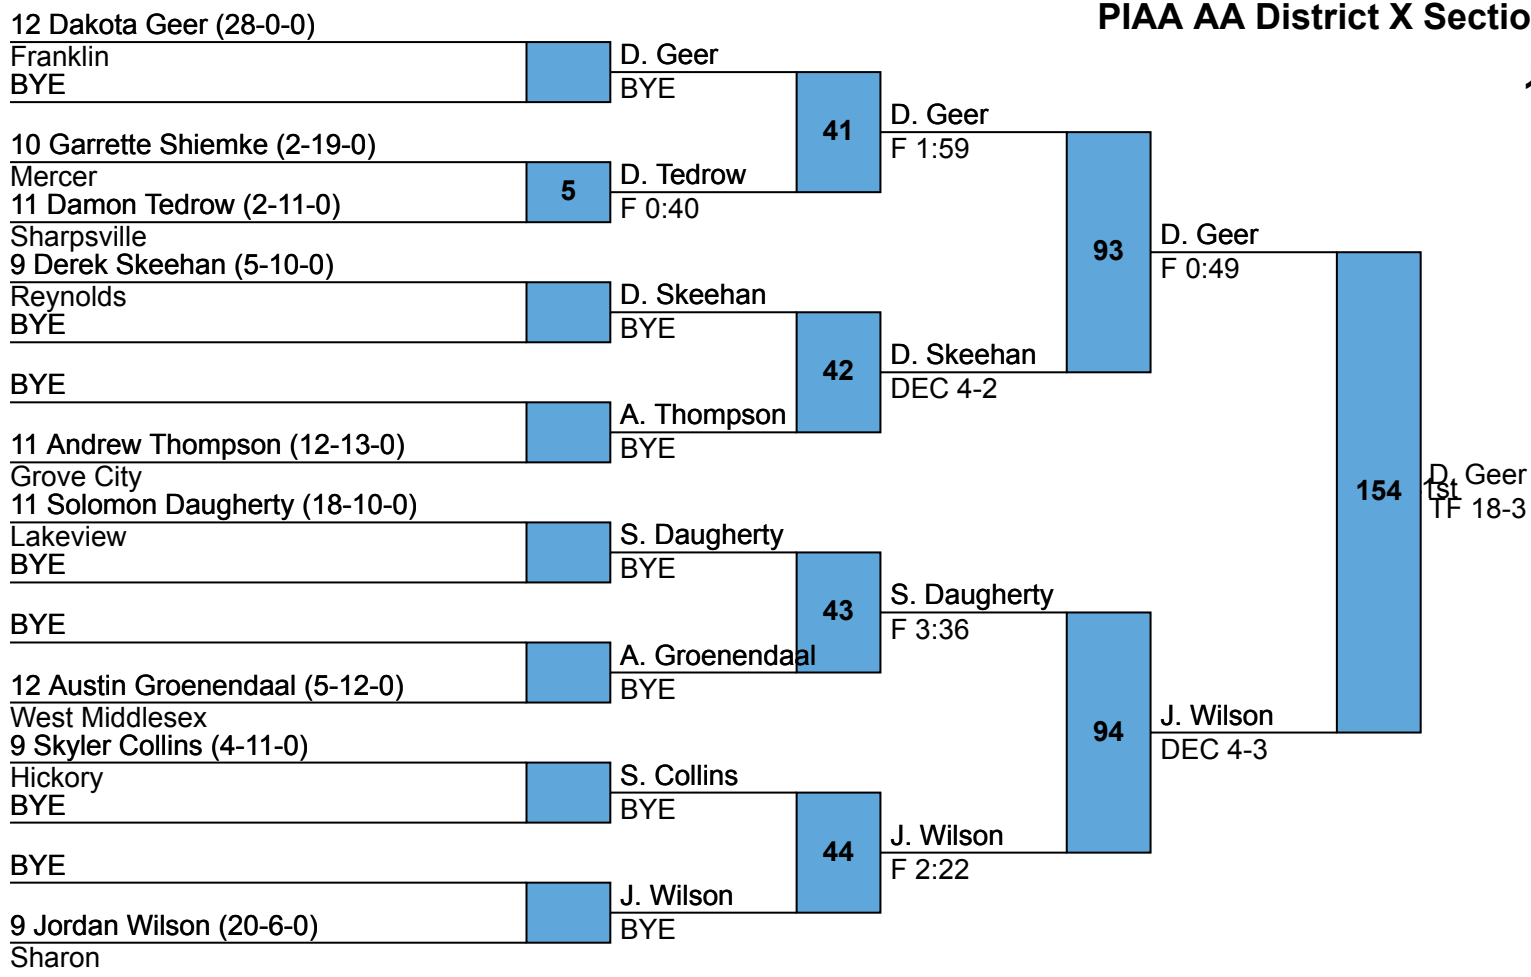 PIAA AA District X Sectio
12 Dakota Geer (28-0-0)
Franklin
BYE
10 Garrette Shiemke (2-19-0)
Mercer
11 Damon Tedrow (2-11-0)
Sharpsville
9 Derek Skeehan (5-10-0)
Reynolds
BYE
BYE
11 Andrew Thompson (12-13-0)
Grove City
11 Solomon Daugherty (18-10-0)
Lakeview
BYE
BYE
12 Austin Groenendaal (5-12-0)
West Middlesex
9 Skyler Collins (4-11-0)
Hickory
BYE
BYE
9 Jordan Wilson (20-6-0)
Sharon
5
D. Geer
BYE
D. Tedrow
F 0:40
D. Skeehan
BYE
A. Thompson
BYE
S. Daugherty
BYE
A. Groenendaal
BYE
S. Collins
BYE
J. Wilson
BYE
41
42
43
44
D. Geer
F 1:59
D. Skeehan
DEC 4-2
S. Daugherty
F 3:36
J. Wilson
F 2:22
93
94
D. Geer
F 0:49
J. Wilson
DEC 4-3
154
D. Geer
1st
TF 18-3